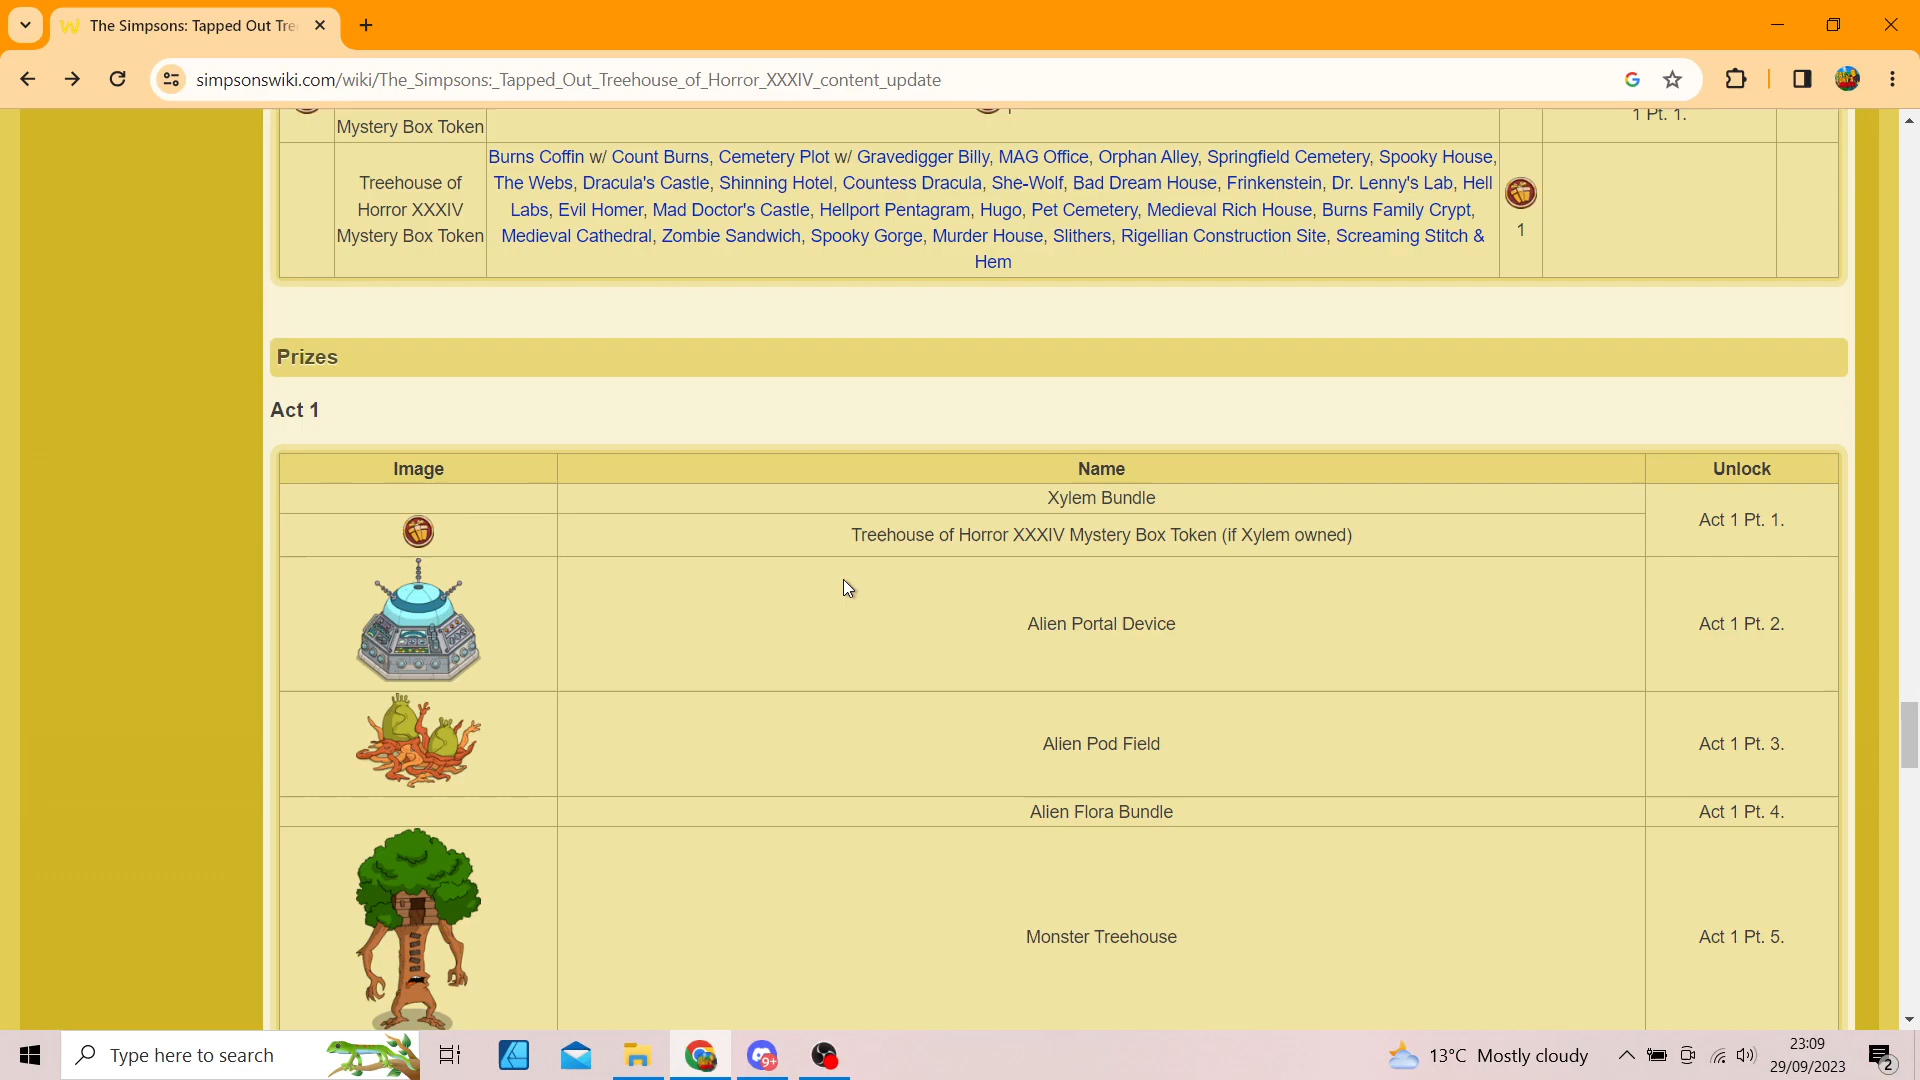 The Simpsons: Tapped Out Tre
simpsonswiki.com/wiki/The_Simpsons:_Tapped_Out_Treehouse_of_Horror_XXXIV_content_update
Mystery Box Token
1 Pt. 1.
Treehouse of
Horror XXXIV
Mystery Box Token
Burns Coffin w/ Count Burns, Cemetery Plot w/ Gravedigger Billy, MAG Office, Orphan Alley, Springfield Cemetery, Spooky House,
The Webs, Dracula's Castle, Shinning Hotel, Countess Dracula, She-Wolf, Bad Dream House, Frinkenstein, Dr. Lenny's Lab, Hell
Labs, Evil Homer, Mad Doctor's Castle, Hellport Pentagram, Hugo, Pet Cemetery, Medieval Rich House, Burns Family Crypt,
Medieval Cathedral, Zombie Sandwich, Spooky Gorge, Murder House, Slithers, Rigellian Construction Site, Screaming Stitch &
Hem
1
Prizes
Act 1
Image Name Unlock
Xylem Bundle
Act 1 Pt. 1.
Treehouse of Horror XXXIV Mystery Box Token (if Xylem owned)
Alien Portal Device Act 1 Pt. 2.
Alien Pod Field Act 1 Pt. 3.
Alien Flora Bundle Act 1 Pt. 4.
Monster Treehouse Act 1 Pt. 5.
Type here to search
9+
13°C Mostly cloudy
23:09
29/09/2023
2